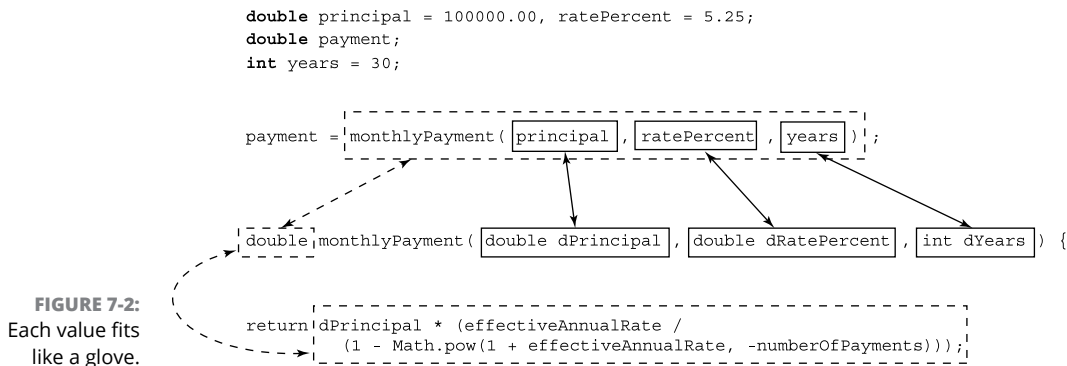 double principal = 100000.00, ratePercent = 5.25;
double payment;
int years = 30;
payment = monthlyPayment( principal , ratePercent , years ) ;
double monthlyPayment( double dPrincipal , double dRatePercent , int dYears ) {
return dPrincipal * (effectiveAnnualRate /
(1 - Math.pow(1 + effectiveAnnualRate, -numberOfPayments)));
FIGURE 7-2:
Each value fits
like a glove.